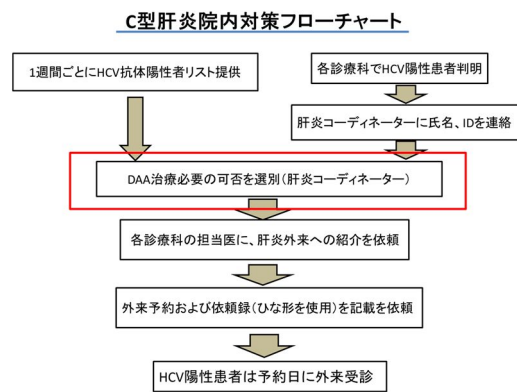 C型肝炎院内対策フローチャート
1週間ごとにHCV抗体陽性者リスト提供
各診療科でHCV陽性患者判明
肝炎コーディネーターに氏名、IDを連絡
DAA治療必要の可否を選別(肝炎コーディネーター)
各診療科の担当医に、肝炎外来への紹介を依頼
外来予約および依頼録(ひな形を使用)を記載を依頼
HCV陽性患者は予約日に外来受診